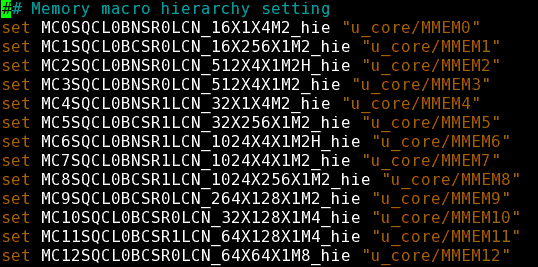 ## Memory macro hierarchy setting
set MC0SQCL0BNSR0LCN_16X1X4M2_hie "u_core/MMEM0"
set MC1SQCL0BCSR0LCN_16X256X1M2_hie "u_core/MMEM1"
set MC2SQCL0BNSR0LCN_512X4X1M2H_hie "u_core/MMEM2"
set MC3SQCL0BNSR0LCN_512X4X1M2_hie "u_core/MMEM3"
set MC4SQCL0BNSR1LCN_32X1X4M2_hie "u_core/MMEM4"
set MC5SQCL0BCSR1LCN_32X256X1M2_hie "u_core/MMEM5"
set MC6SQCL0BNSR1LCN_1024X4X1M2H_hie "u_core/MMEM6"
set MC7SQCL0BNSR1LCN_1024X4X1M2_hie "u_core/MMEM7"
set MC8SQCL0BCSR1LCN_1024X256X1M2_hie "u_core/MMEM8"
set MC9SQCL0BCSR0LCN_264X128X1M2_hie "u_core/MMEM9"
set MC10SQCL0BCSR0LCN_32X128X1M4_hie "u_core/MMEM10"
set MC11SQCL0BCSR1LCN_64X128X1M4_hie "u_core/MMEM11"
set MC12SQCL0BCSR0LCN_64X64X1M8_hie "u_core/MMEM12"